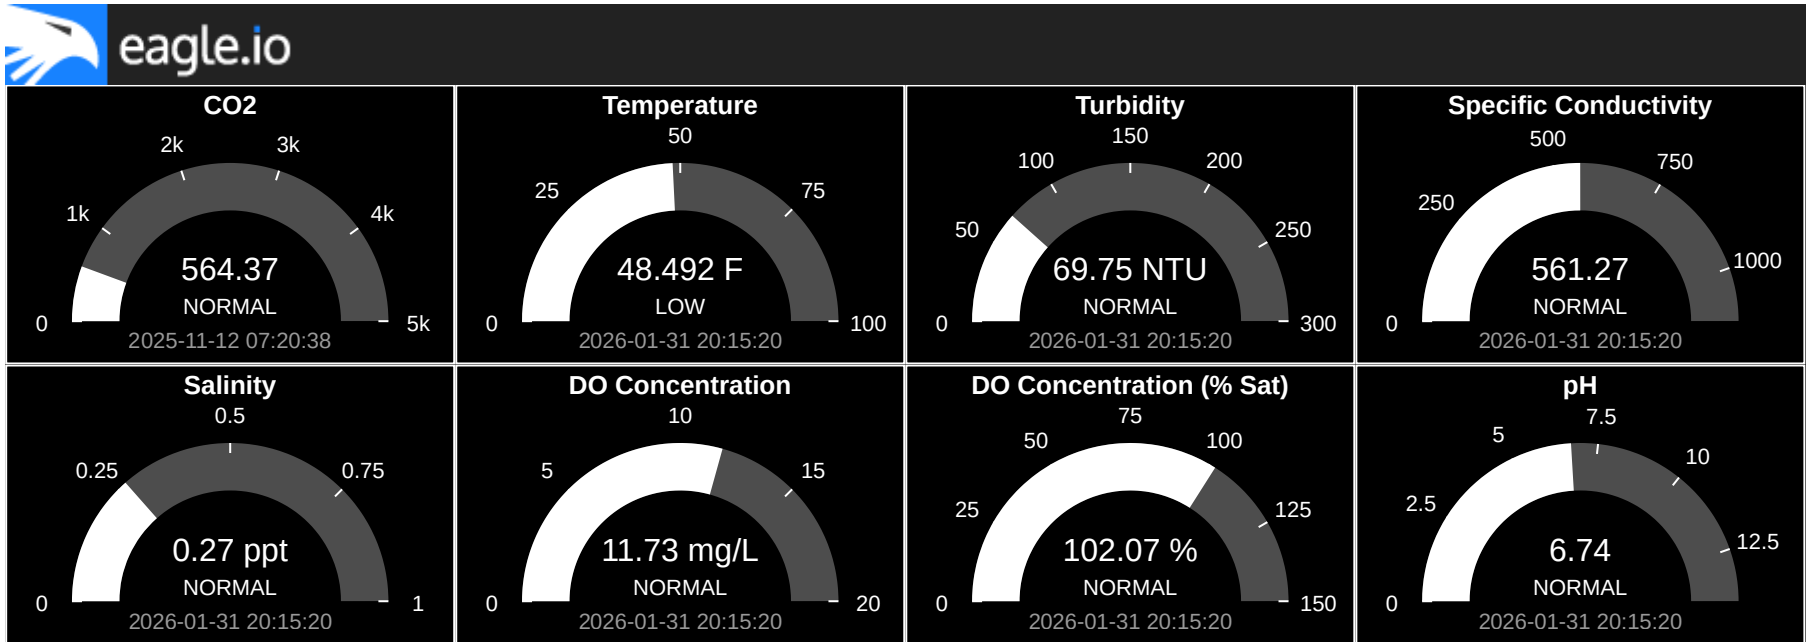 eagle.io
CO2
0
1k
2k
3k
4k
5k
564.37
NORMAL
2025-11-12 07:20:38
Temperature
0
25
50
75
100
48.492 F
LOW
2026-01-31 20:15:20
Turbidity
0
50
100
150
200
250
300
69.75 NTU
NORMAL
2026-01-31 20:15:20
Specific Conductivity
0
250
500
750
1000
561.27
NORMAL
2026-01-31 20:15:20
Salinity
0
0.25
0.5
0.75
1
0.27 ppt
NORMAL
2026-01-31 20:15:20
DO Concentration
0
5
10
15
20
11.73 mg/L
NORMAL
2026-01-31 20:15:20
DO Concentration (% Sat)
0
25
50
75
100
125
150
102.07 %
NORMAL
2026-01-31 20:15:20
pH
0
2.5
5
7.5
10
12.5
6.74
NORMAL
2026-01-31 20:15:20